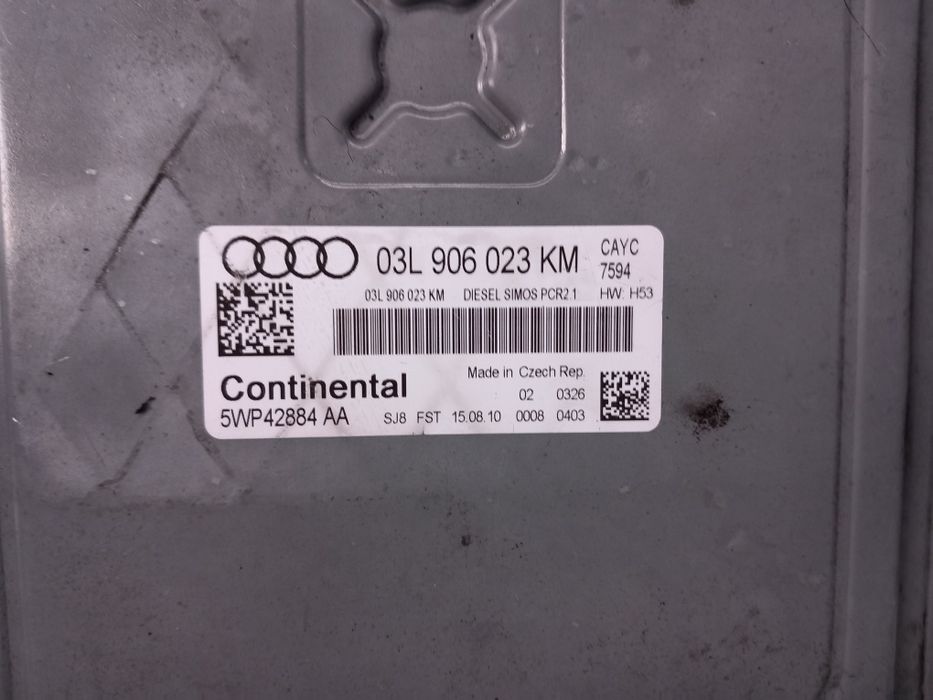 03L 906 023 KM CAYC
7594
03L 906 023 KM DIESEL SIMOS PCR2.1 HW: H53
Made in Czech Rep.
Continental 02 0326
5WP42884 AA SJ8 FST 15.08.10 0008 0403